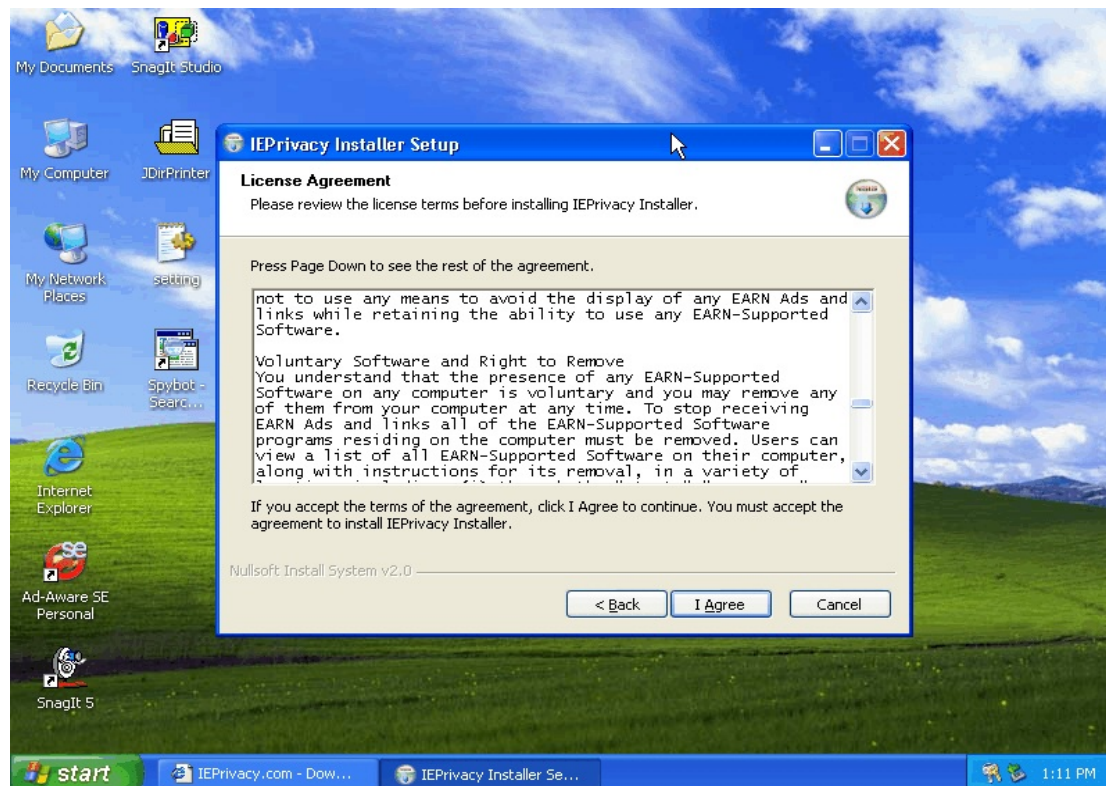 My Documents
SnagIt Studio
My Computer
JDirPrinter
My Network
Places
setting
Recycle Bin
Spybot -
Searc...
Internet
Explorer
Ad-Aware SE
Personal
SnagIt 5
IEPrivacy Installer Setup
License Agreement
Please review the license terms before installing IEPrivacy Installer.
Press Page Down to see the rest of the agreement.
not to use any means to avoid the display of any EARN Ads and
links while retaining the ability to use any EARN-Supported
Software.
Voluntary Software and Right to Remove
You understand that the presence of any EARN-Supported
Software on any computer is voluntary and you may remove any
of them from your computer at any time. To stop receiving
EARN Ads and links all of the EARN-Supported Software
programs residing on the computer must be removed. Users can
view a list of all EARN-Supported Software on their computer,
along with instructions for its removal, in a variety of
If you accept the terms of the agreement, click I Agree to continue. You must accept the
agreement to install IEPrivacy Installer.
Nullsoft Install System v2.0
< Back
I Agree
Cancel
start
IEPrivacy.com - Dow...
IEPrivacy Installer Se...
1:11 PM